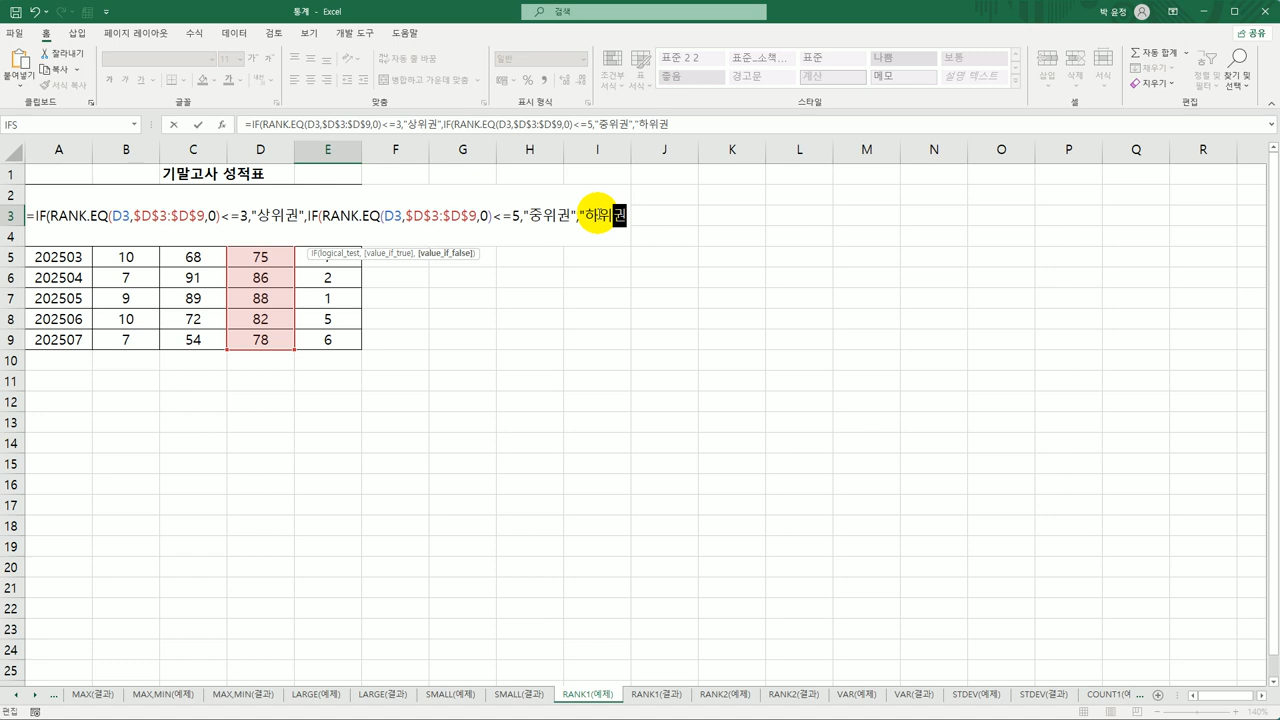 통계 - Excel
검색
박 윤정
파일 홈 삽입 페이지 레이아웃 수식 데이터 검토 보기 개발 도구 도움말
공유
붙여넣기
잘라내기
복사
서식 복사
클립보드
11
가 가 가
글꼴
자동 줄 바꿈
병합하고 가운데 맞춤
맞춤
일반
표시 형식
조건부 서식
표 서식
표준 2 2 표준_소책... 표준 나쁨 보통
좋음 경고문 계산 메모 설명 텍스트
스타일
삽입 삭제 서식
셀
자동 합계
채우기
지우기
정렬 및 필터
찾기 및 선택
편집
IFS
=IF(RANK.EQ(D3,$D$3:$D$9,0)<=3,"상위권",IF(RANK.EQ(D3,$D$3:$D$9,0)<=5,"중위권","하위권
A B C D E F G H I J K L M N O P Q R
1 기말고사 성적표
2
3 =IF(RANK.EQ(D3,$D$3:$D$9,0)<=3,"상위권",IF(RANK.EQ(D3,$D$3:$D$9,0)<=5,"중위권","하위권
4
IF(logical_test, [value_if_true], [value_if_false])
5 202503 10 68 75
6 202504 7 91 86 2
7 202505 9 89 88 1
8 202506 10 72 82 5
9 202507 7 54 78 6
10
11
12
13
14
15
16
17
18
19
20
21
22
23
24
25
... MAX(결과) MAX,MIN(예제) MAX,MIN(결과) LARGE(예제) LARGE(결과) SMALL(예제) SMALL(결과) RANK1(예제) RANK1(결과) RANK2(예제) RANK2(결과) VAR(예제) VAR(결과) STDEV(예제) STDEV(결과) COUNT1(예 ...
편집
140%